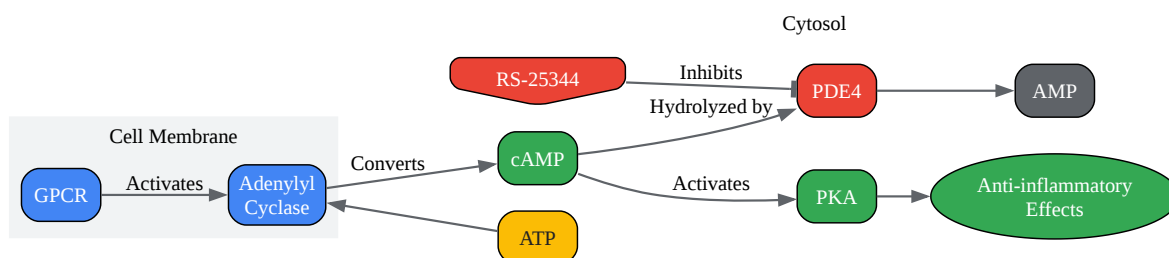 Cytosol
RS-25344
Inhibits
PDE4
AMP
Hydrolyzed by
Cell Membrane
GPCR
Activates
Adenylyl
Cyclase
Converts
cAMP
Activates
PKA
Anti-inflammatory
Effects
ATP